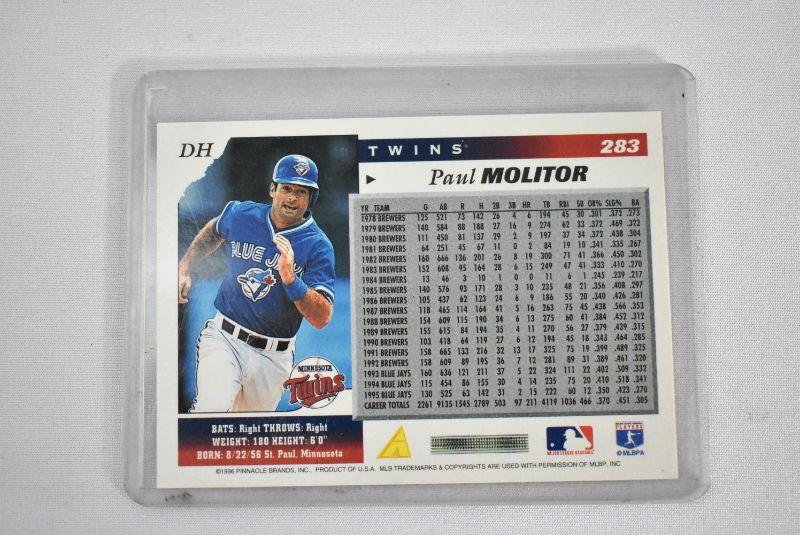 DH
TWINS 283
Paul MOLITOR
YR TEAM G AB R H 2B 3B HR TB RBI SB OB% SLG% BA
1978 BREWERS 125 521 73 142 26 4 6 194 45 30 .301 .372 .273
1979 BREWERS 140 584 88 188 27 16 9 274 62 33 .372 .469 .322
1980 BREWERS 111 450 81 137 29 2 9 197 37 34 .372 .438 .304
1981 BREWERS 64 251 45 67 11 0 2 84 19 10 .341 .335 .267
1982 BREWERS 160 666 136 201 26 8 19 300 71 41 .366 .450 .302
1983 BREWERS 152 608 95 164 28 6 15 249 47 41 .333 .410 .270
1984 BREWERS 13 46 3 10 1 0 0 11 6 1 .245 .239 .217
1985 BREWERS 140 576 93 171 28 3 10 235 48 21 .356 .408 .297
1986 BREWERS 105 437 62 123 24 6 9 186 55 20 .340 .426 .281
1987 BREWERS 118 465 114 164 41 5 16 263 75 45 .438 .566 .353
1988 BREWERS 154 609 115 190 34 6 13 275 60 41 .384 .452 .312
1989 BREWERS 155 615 84 194 35 4 11 270 56 27 .379 .439 .315
1990 BREWERS 103 418 64 119 27 6 12 194 45 18 .343 .464 .285
1991 BREWERS 158 665 133 216 32 13 17 325 75 19 .399 .489 .325
1992 BREWERS 158 609 89 195 36 7 12 281 89 31 .389 .461 .320
1993 BLUE JAYS 160 636 121 211 37 5 22 324 111 22 .402 .509 .332
1994 BLUE JAYS 115 454 86 155 30 4 14 235 75 20 .410 .518 .341
1995 BLUE JAYS 130 525 63 142 31 2 15 222 60 12 .350 .423 .270
CAREER TOTALS 2261 9135 1545 2789 503 97 211 4119 1036 466 .370 .451 .305
BLUE JAYS
MINNESOTA
Twins
BATS: Right THROWS: Right
WEIGHT: 180 HEIGHT: 6'0"
BORN: 8/22/56 St. Paul, Minnesota
MAJOR LEAGUE BASEBALL
PLAYERS
© MLBPA
©1996 PINNACLE BRANDS, INC., PRODUCT OF U.S.A. MLB TRADEMARKS & COPYRIGHTS ARE USED WITH PERMISSION OF MLBP, INC.